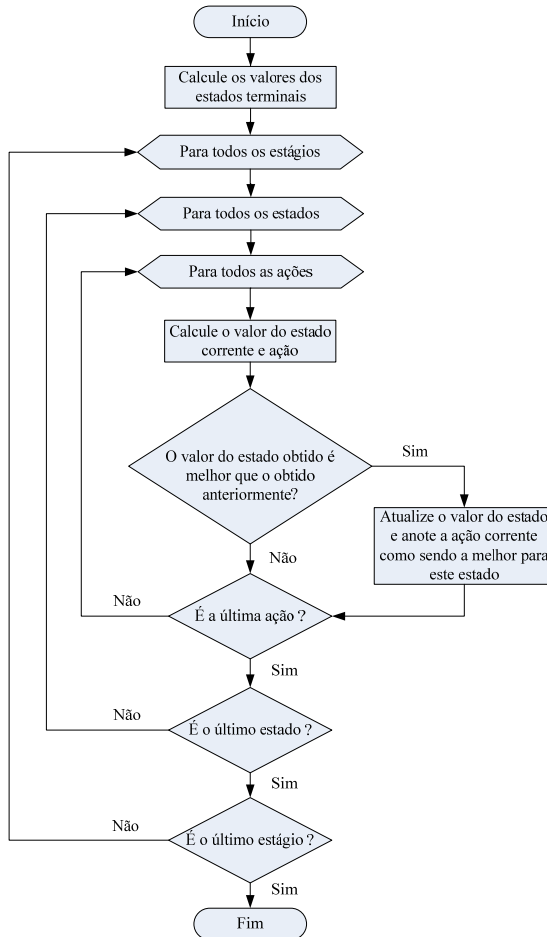 Início
Calcule os valores dos
estados terminais
Para todos os estágios
Para todos os estados
Para todos as ações
Calcule o valor do estado
corrente e ação
O valor do estado obtido é
melhor que o obtido
anteriormente?
Sim
Atualize o valor do estado
e anote a ação corrente
como sendo a melhor para
este estado
Não
É a última ação ?
Não
Sim
É o último estado ?
Não
Sim
É o último estágio ?
Não
Sim
Fim